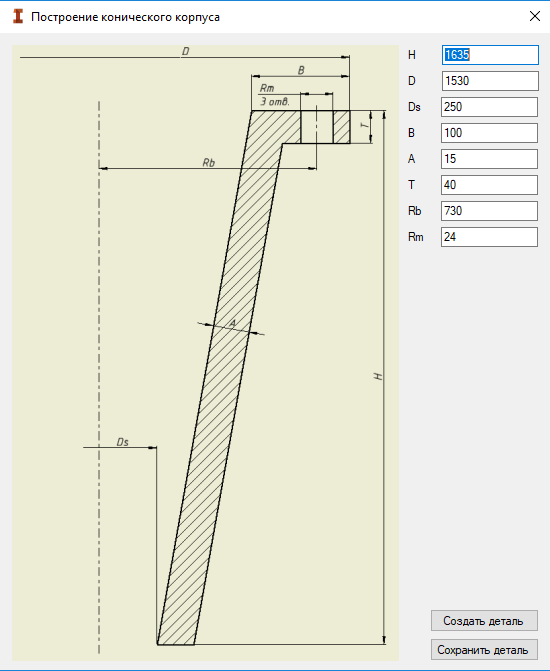 Построение конического корпуса
D
B
Rm
3 отв.
T
Rb
A
H
Ds
H 1635
D 1530
Ds 250
B 100
A 15
T 40
Rb 730
Rm 24
Создать деталь
Сохранить деталь